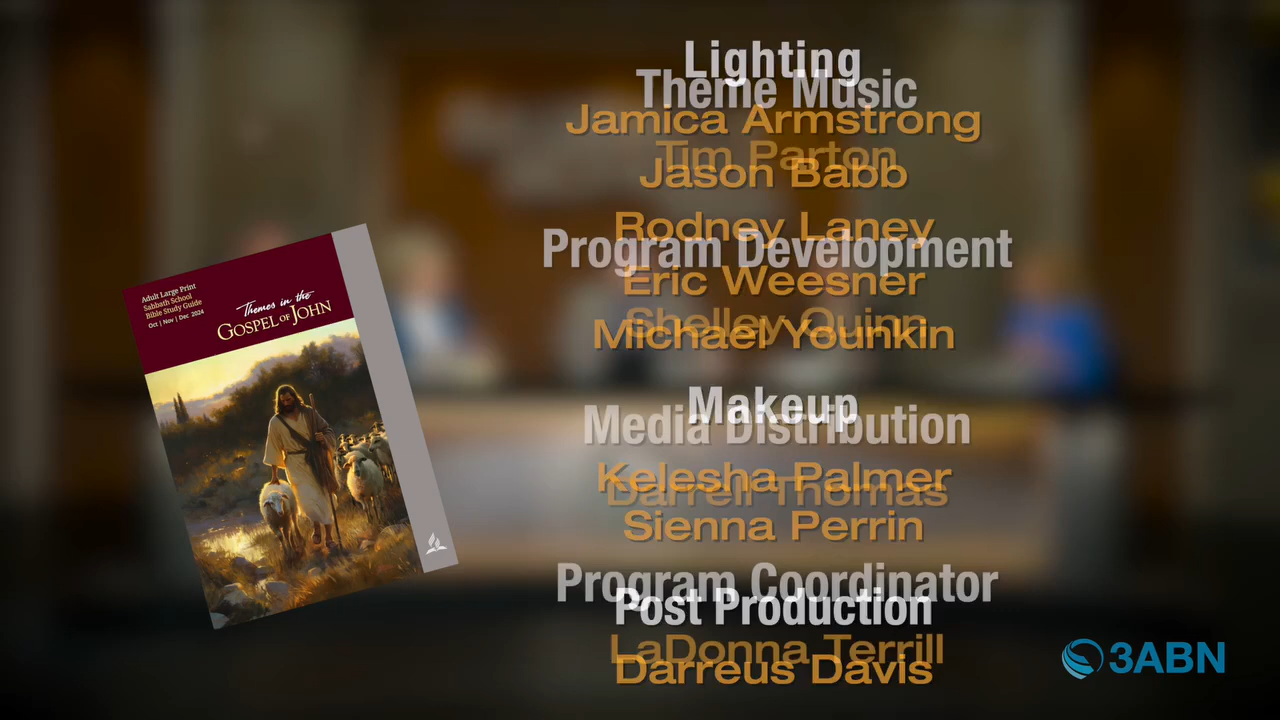 Adult Large Print
Sabbath School
Bible Study Guide
Oct | Nov | Dec 2024
Themes in the
GOSPEL OF JOHN
Lighting
Theme Music
Jamica Armstrong
Tim Parton
Jason Babb
Rodney Laney
Program Development
Eric Weesner
Shelley Quinn
Michael Younkin
Makeup
Media Distribution
Kelesha Palmer
Darrell Thomas
Sienna Perrin
Program Coordinator
Post Production
LaDonna Terrill
Darreus Davis
3ABN